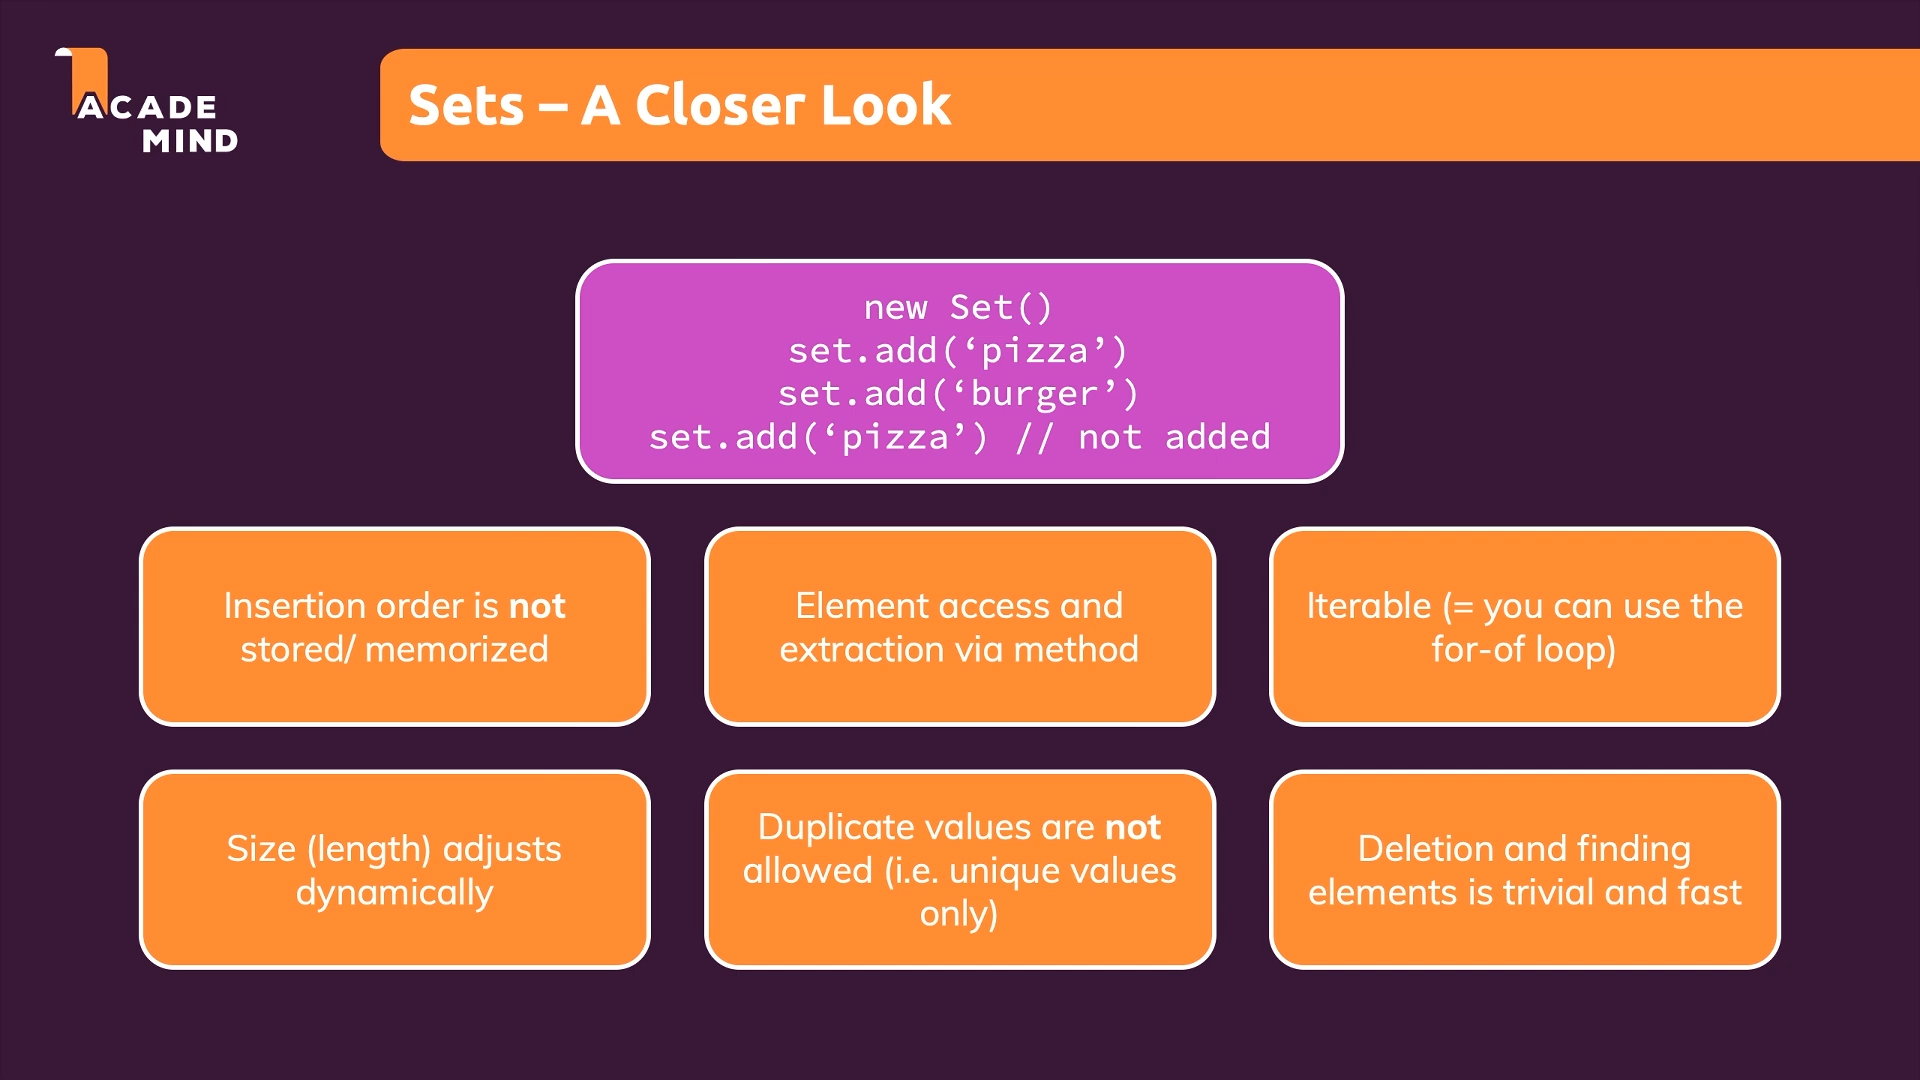 ACADE
MIND
Sets – A Closer Look
new Set()
set.add(‘pizza’)
set.add(‘burger’)
set.add(‘pizza’) // not added
Insertion order is not
stored/ memorized
Element access and
extraction via method
Iterable (= you can use the
for-of loop)
Size (length) adjusts
dynamically
Duplicate values are not
allowed (i.e. unique values
only)
Deletion and finding
elements is trivial and fast